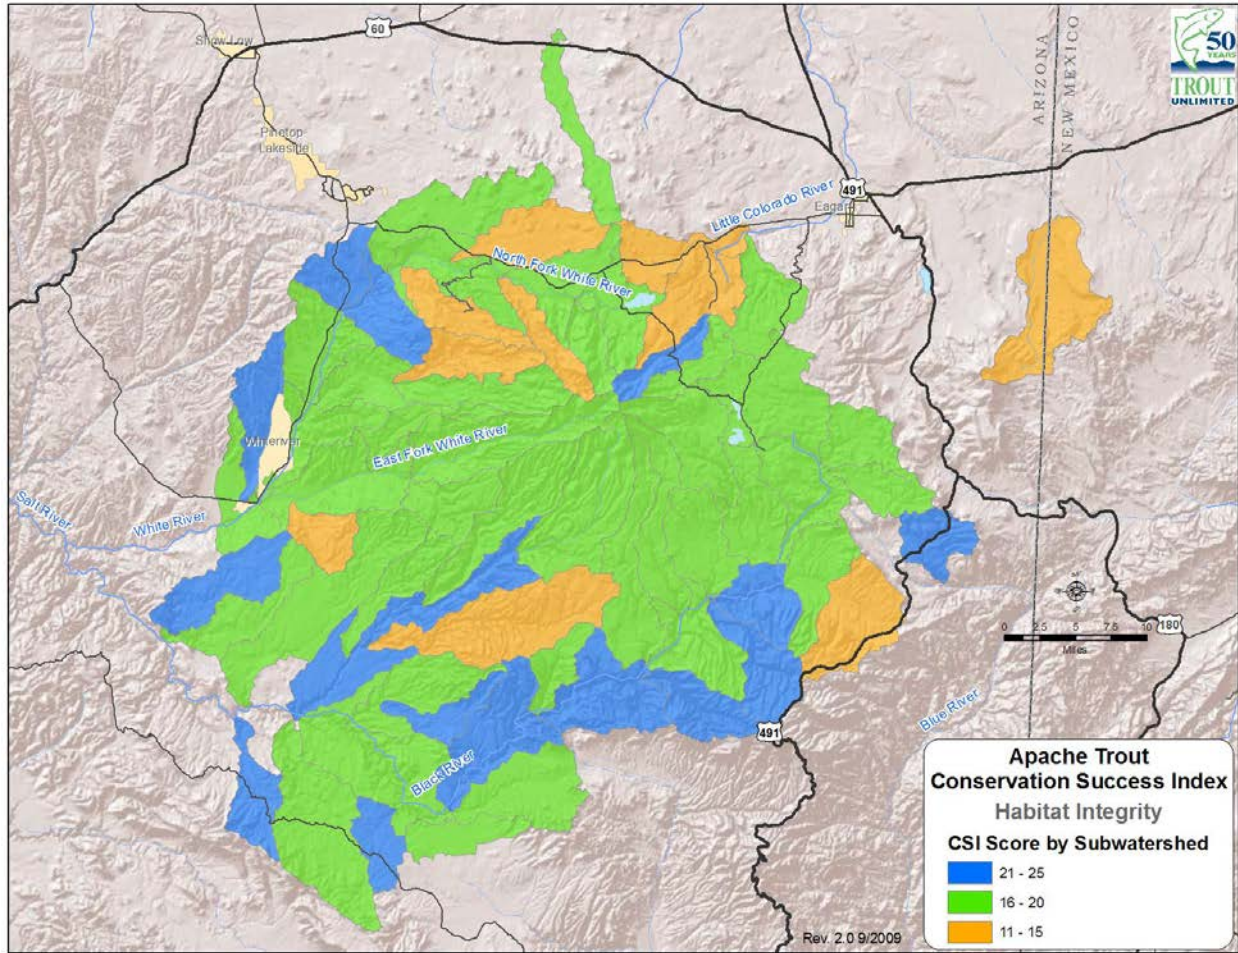 60
Show Low
ARIZONA
NEW MEXICO
50
YEARS
TROUT
UNLIMITED
Pinetop-
Lakeside
491
Eagar
Little Colorado River
North Fork White River
Whiteriver
East Fork White River
Salt River
White River
0 2.5 5 7.5 10
Miles
180
Blue River
491
Black River
Apache Trout
Conservation Success Index
Habitat Integrity
CSI Score by Subwatershed
21 - 25
16 - 20
11 - 15
Rev. 2.0 9/2009